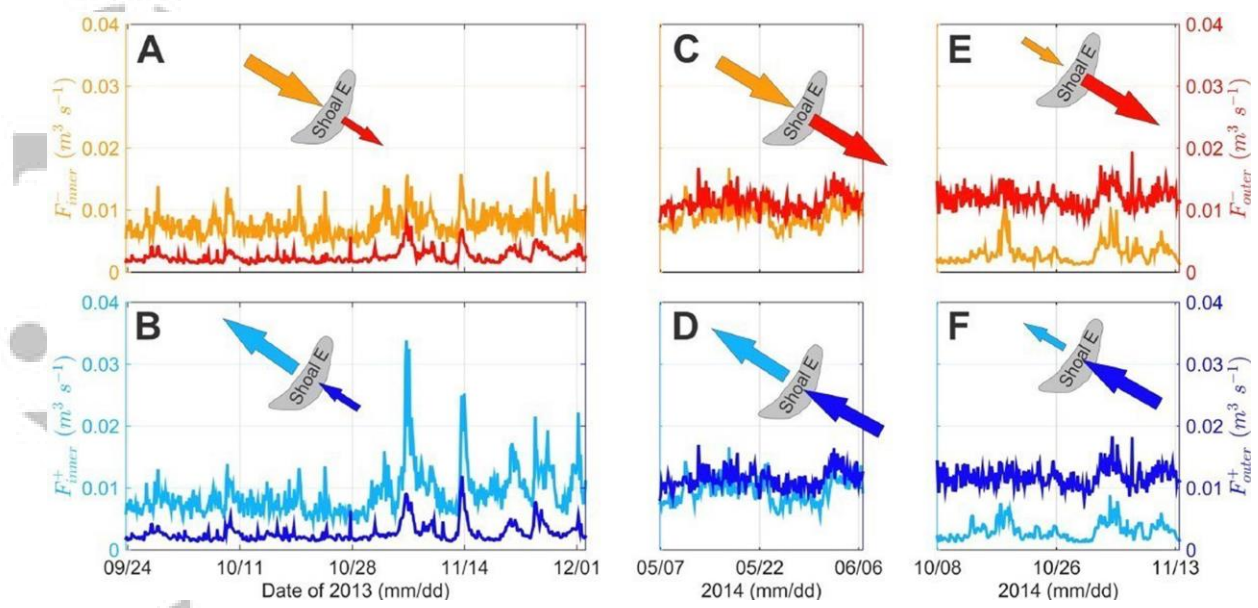 A
C
E
B
D
F
Shoal E
Shoal E
Shoal E
Shoal E
Shoal E
Shoal E
0.04
0.03
0.02
0.01
0
0.04
0.03
0.02
0.01
0
F⁻inner (m³ s⁻¹)
F⁻outer (m³ s⁻¹)
0.04
0.03
0.02
0.01
0
0.04
0.03
0.02
0.01
0
F⁺inner (m³ s⁻¹)
F⁺outer (m³ s⁻¹)
09/24 10/11 10/28 11/14 12/01
05/07 05/22 06/06
10/08 10/26 11/13
Date of 2013 (mm/dd)
2014 (mm/dd)
2014 (mm/dd)